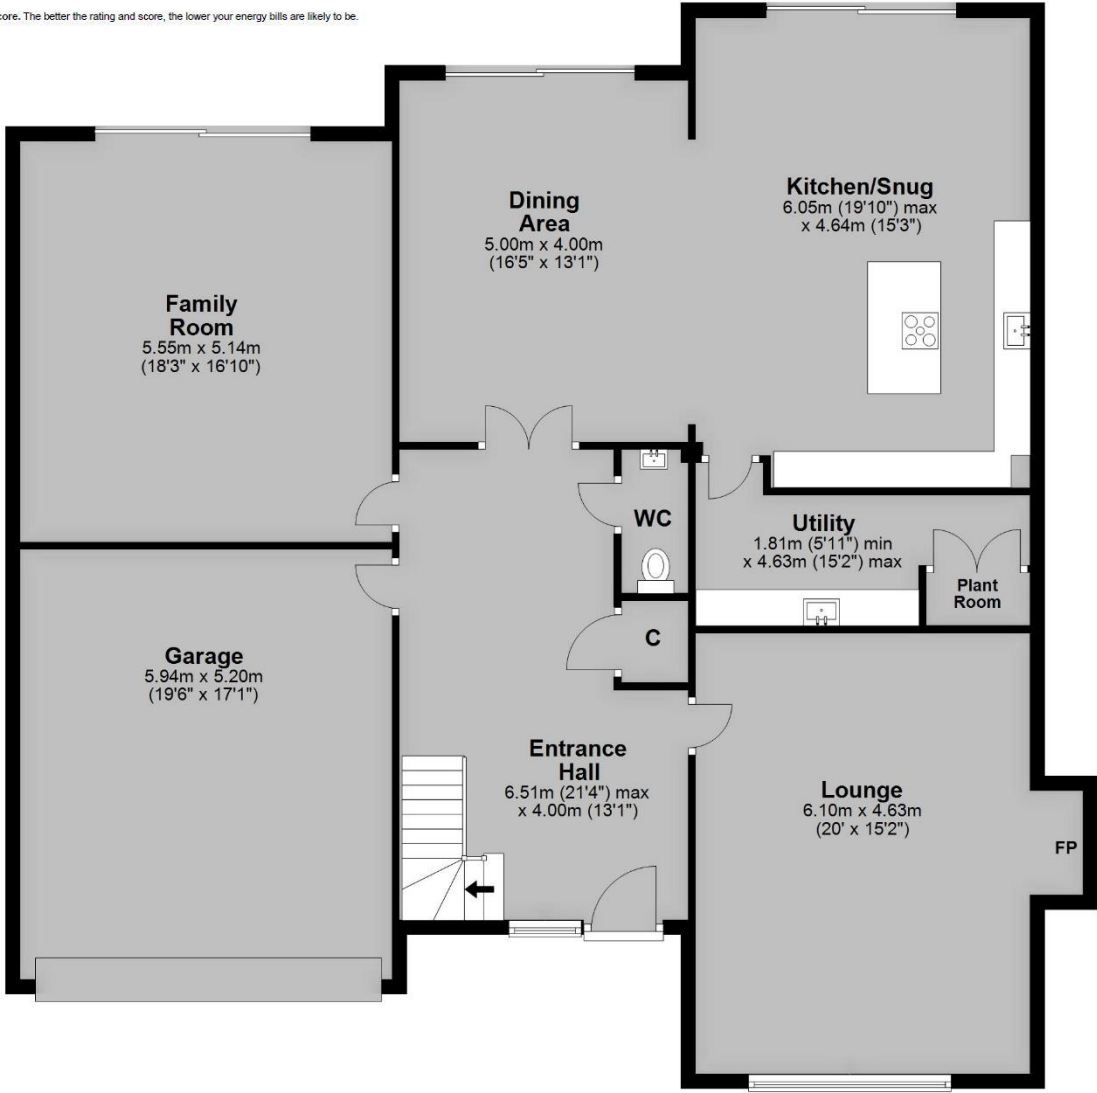 core. The better the rating and score, the lower your energy bills are likely to be.
Kitchen/Snug
6.05m (19'10") max
x 4.64m (15'3")
Dining
Area
5.00m x 4.00m
(16'5" x 13'1")
Family
Room
5.55m x 5.14m
(18'3" x 16'10")
WC
Utility
1.81m (5'11") min
x 4.63m (15'2") max
Plant
Room
C
Garage
5.94m x 5.20m
(19'6" x 17'1")
Entrance
Hall
6.51m (21'4") max
x 4.00m (13'1")
Lounge
6.10m x 4.63m
(20' x 15'2")
FP